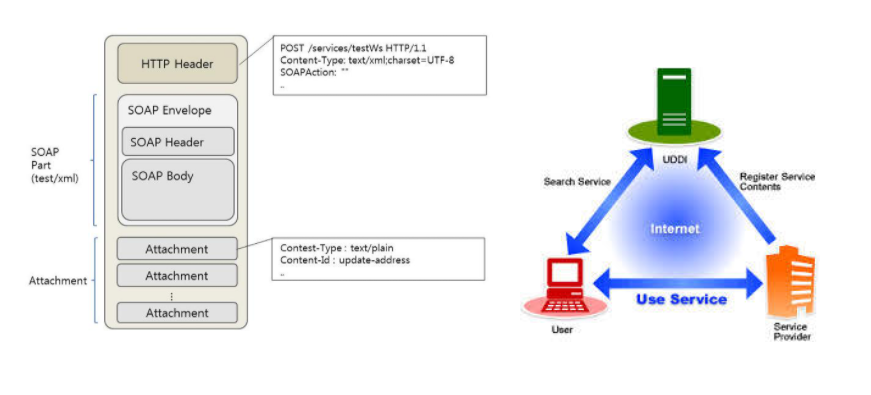 HTTP Header
POST /services/testWs HTTP/1.1
Content-Type: text/xml;charset=UTF-8
SOAPAction: ""
..
SOAP
Part
(test/xml)
SOAP Envelope
SOAP Header
SOAP Body
Attachment
Attachment
Attachment
⋮
Attachment
Contest-Type : text/plain
Content-Id : update-address
..
UDDI
Search Service
Register Service
Contents
Internet
Use Service
User
Service
Provider